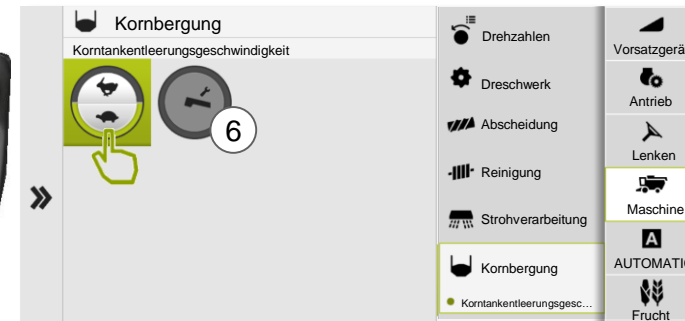 Kornbergung
Korntankentleerungsgeschwindigkeit
6
»
Drehzahlen
Dreschwerk
Abscheidung
Reinigung
Strohverarbeitung
Kornbergung
Korntankentleerungsgesc...
Vorsatzgerä
Antrieb
Lenken
Maschine
A
AUTOMATIC
Frucht